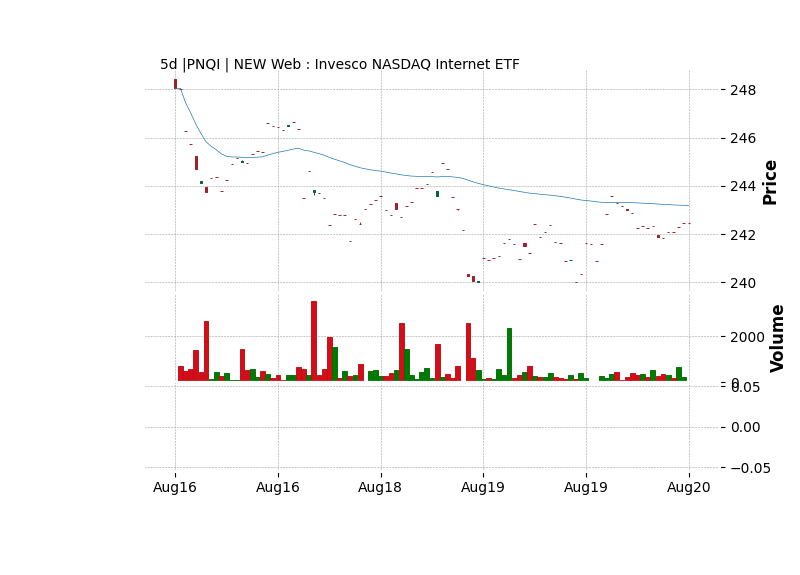 5d |PNQI | NEW Web : Invesco NASDAQ Internet ETF
248
246
244
242
240
Price
2000
0
Volume
0.05
0.00
−0.05
Aug16 Aug16 Aug18 Aug19 Aug19 Aug20